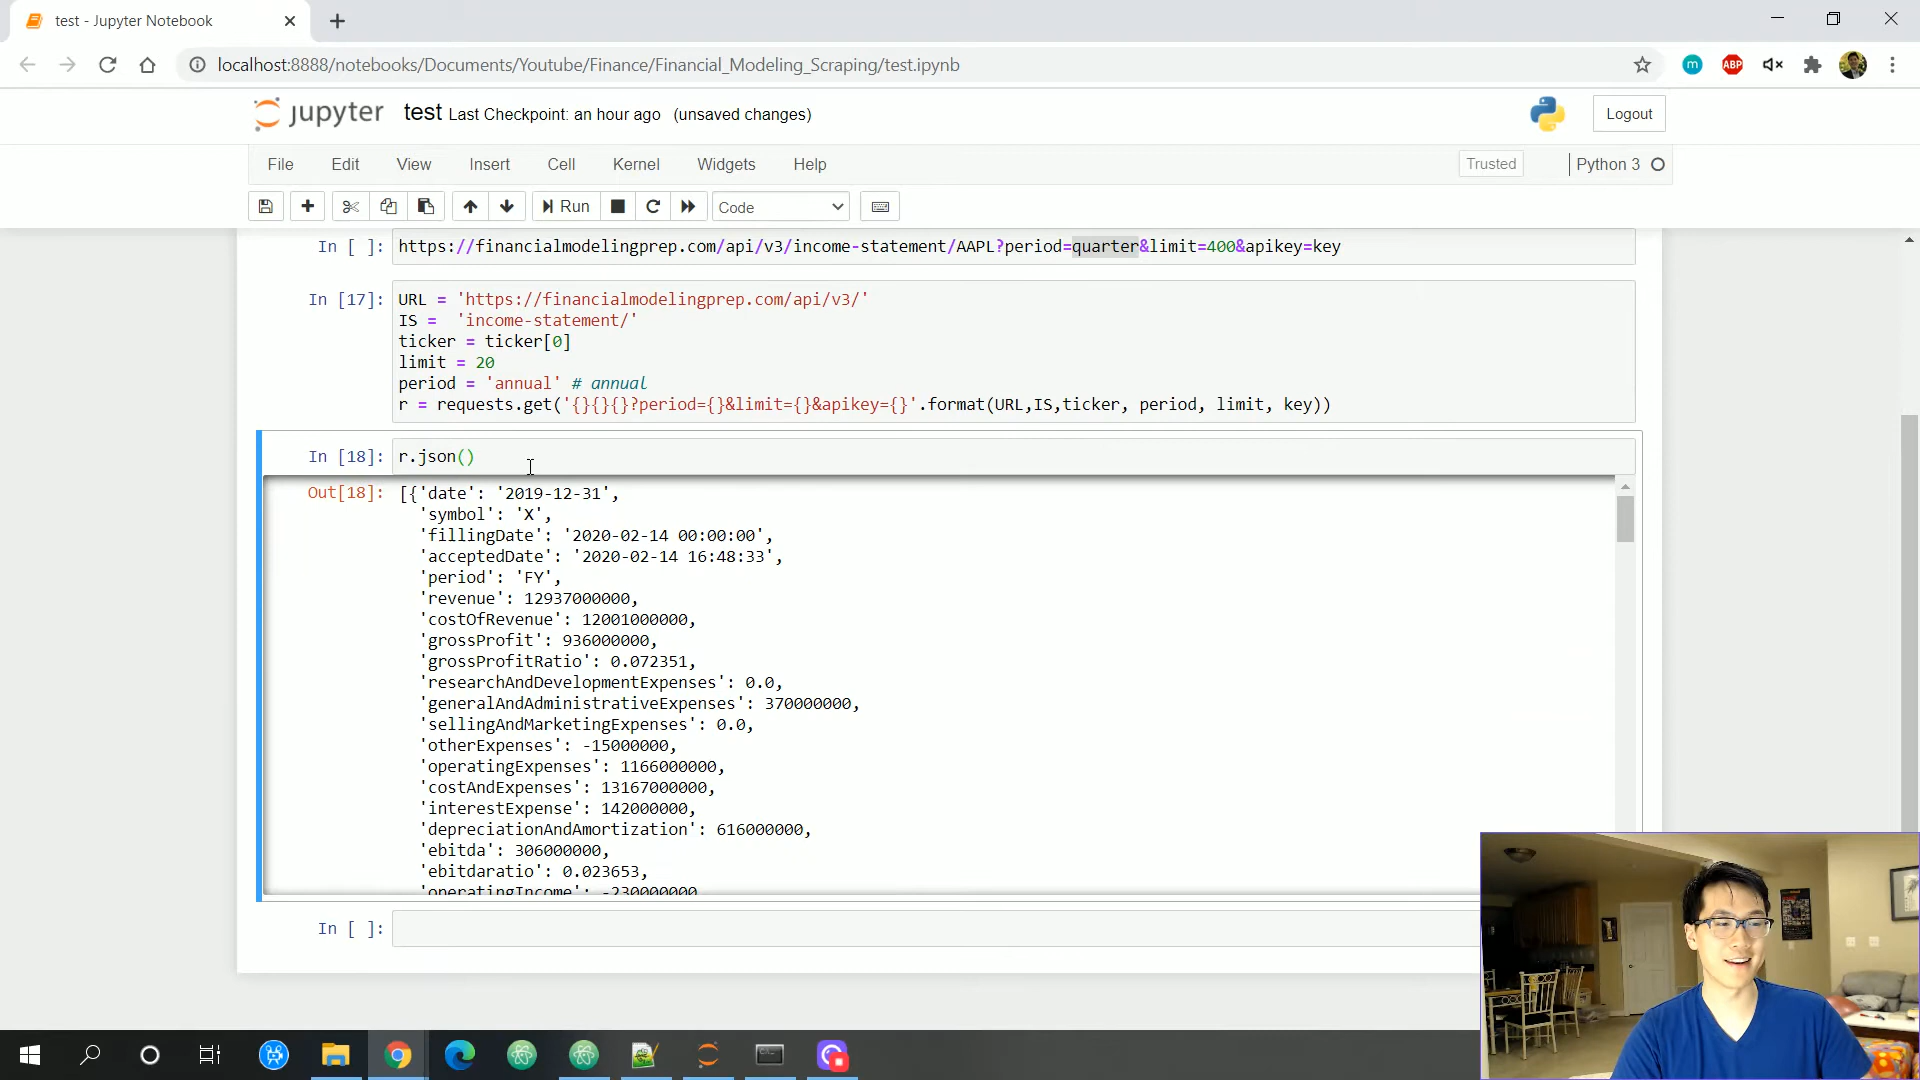 test - Jupyter Notebook
localhost:8888/notebooks/Documents/Youtube/Finance/Financial_Modeling_Scraping/test.ipynb
m
ABP
jupyter test Last Checkpoint: an hour ago (unsaved changes)
Logout
File Edit View Insert Cell Kernel Widgets Help
Trusted Python 3
Run Code
In [ ]: https://financialmodelingprep.com/api/v3/income-statement/AAPL?period=quarter&limit=400&apikey=key
In [17]: URL = 'https://financialmodelingprep.com/api/v3/'
IS =  'income-statement/'
ticker = ticker[0]
limit = 20
period = 'annual' # annual
r = requests.get('{}{}{}?period={}&limit={}&apikey={}'.format(URL,IS,ticker, period, limit, key))
In [18]: r.json()
Out[18]: [{'date': '2019-12-31',
'symbol': 'X',
'fillingDate': '2020-02-14 00:00:00',
'acceptedDate': '2020-02-14 16:48:33',
'period': 'FY',
'revenue': 12937000000,
'costOfRevenue': 12001000000,
'grossProfit': 936000000,
'grossProfitRatio': 0.072351,
'researchAndDevelopmentExpenses': 0.0,
'generalAndAdministrativeExpenses': 370000000,
'sellingAndMarketingExpenses': 0.0,
'otherExpenses': -15000000,
'operatingExpenses': 1166000000,
'costAndExpenses': 13167000000,
'interestExpense': 142000000,
'depreciationAndAmortization': 616000000,
'ebitda': 306000000,
'ebitdaratio': 0.023653,
'operatingIncome': -230000000
In [ ]: